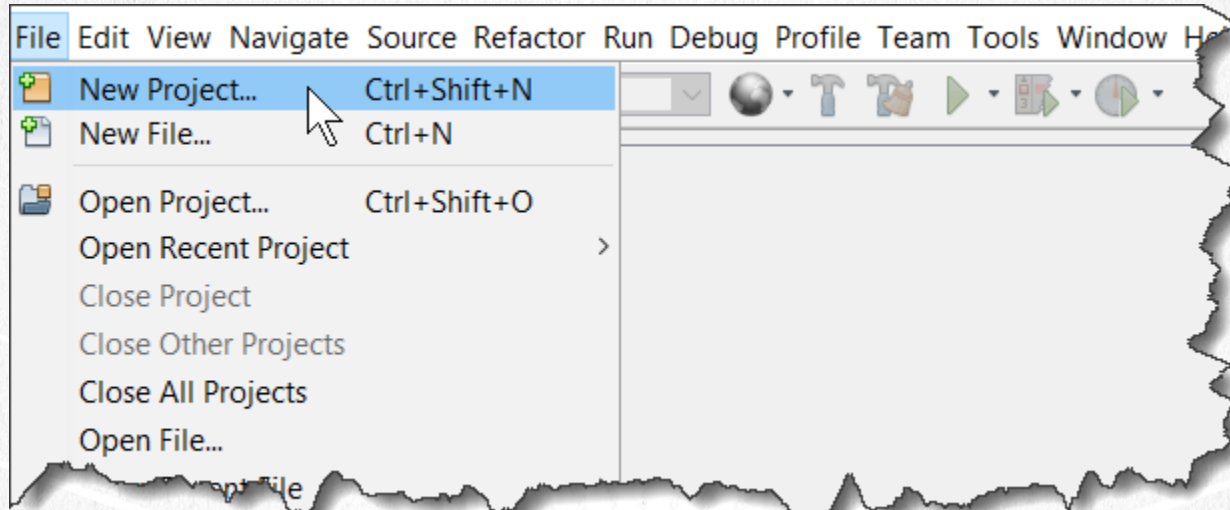 File Edit View Navigate Source Refactor Run Debug Profile Team Tools Window
New Project... Ctrl+Shift+N
New File... Ctrl+N
Open Project... Ctrl+Shift+O
Open Recent Project
Close Project
Close Other Projects
Close All Projects
Open File...